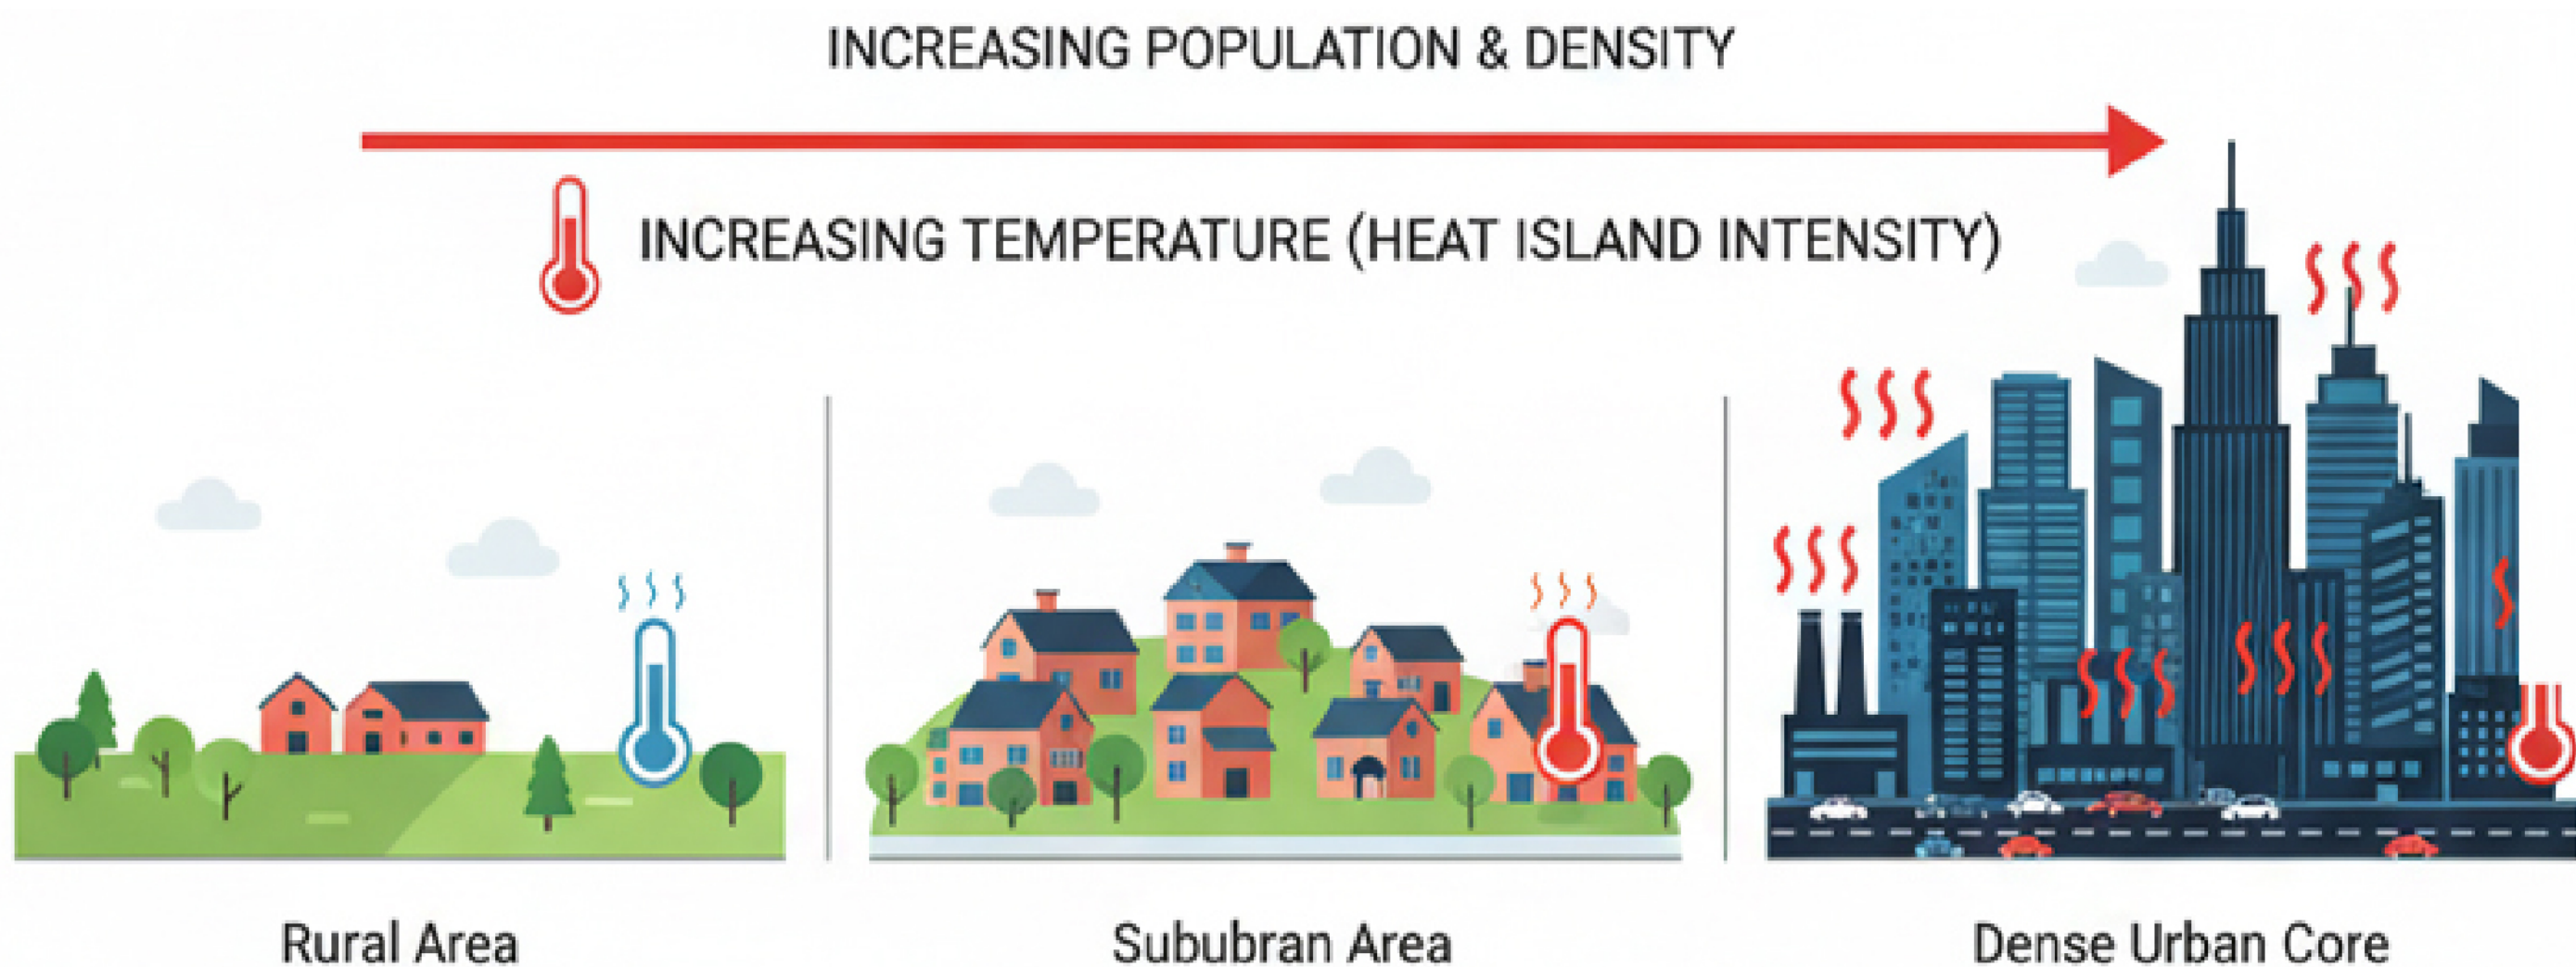 INCREASING POPULATION & DENSITY
INCREASING TEMPERATURE (HEAT ISLAND INTENSITY)
Rural Area
Sububran Area
Dense Urban Core